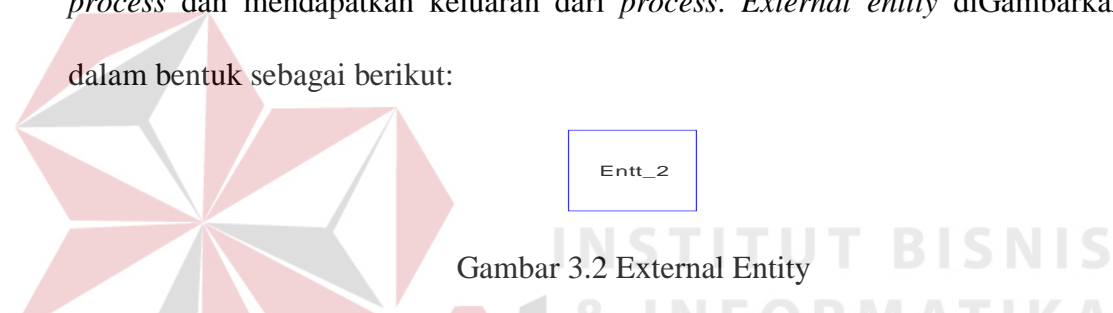 process dan mendapatkan keluaran dari process. External entity diGambarkan
dalam bentuk sebagai berikut:
Entt_2
INSTITUT BISNIS
Gambar 3.2 External Entity
& INFORMATIKA